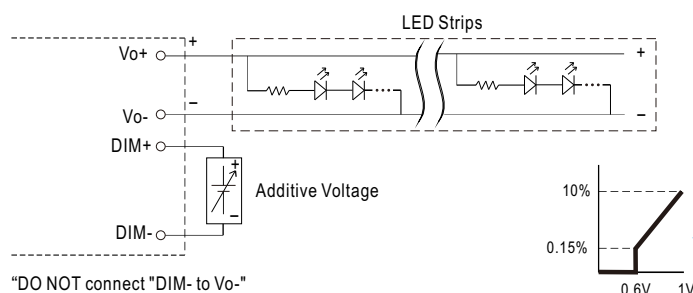 LED Strips
Vo+
+
+
Vo-
–
–
DIM+
+
Additive Voltage
–
DIM-
10%
0.15%
0.6V
1V
“DO NOT connect "DIM- to Vo-"